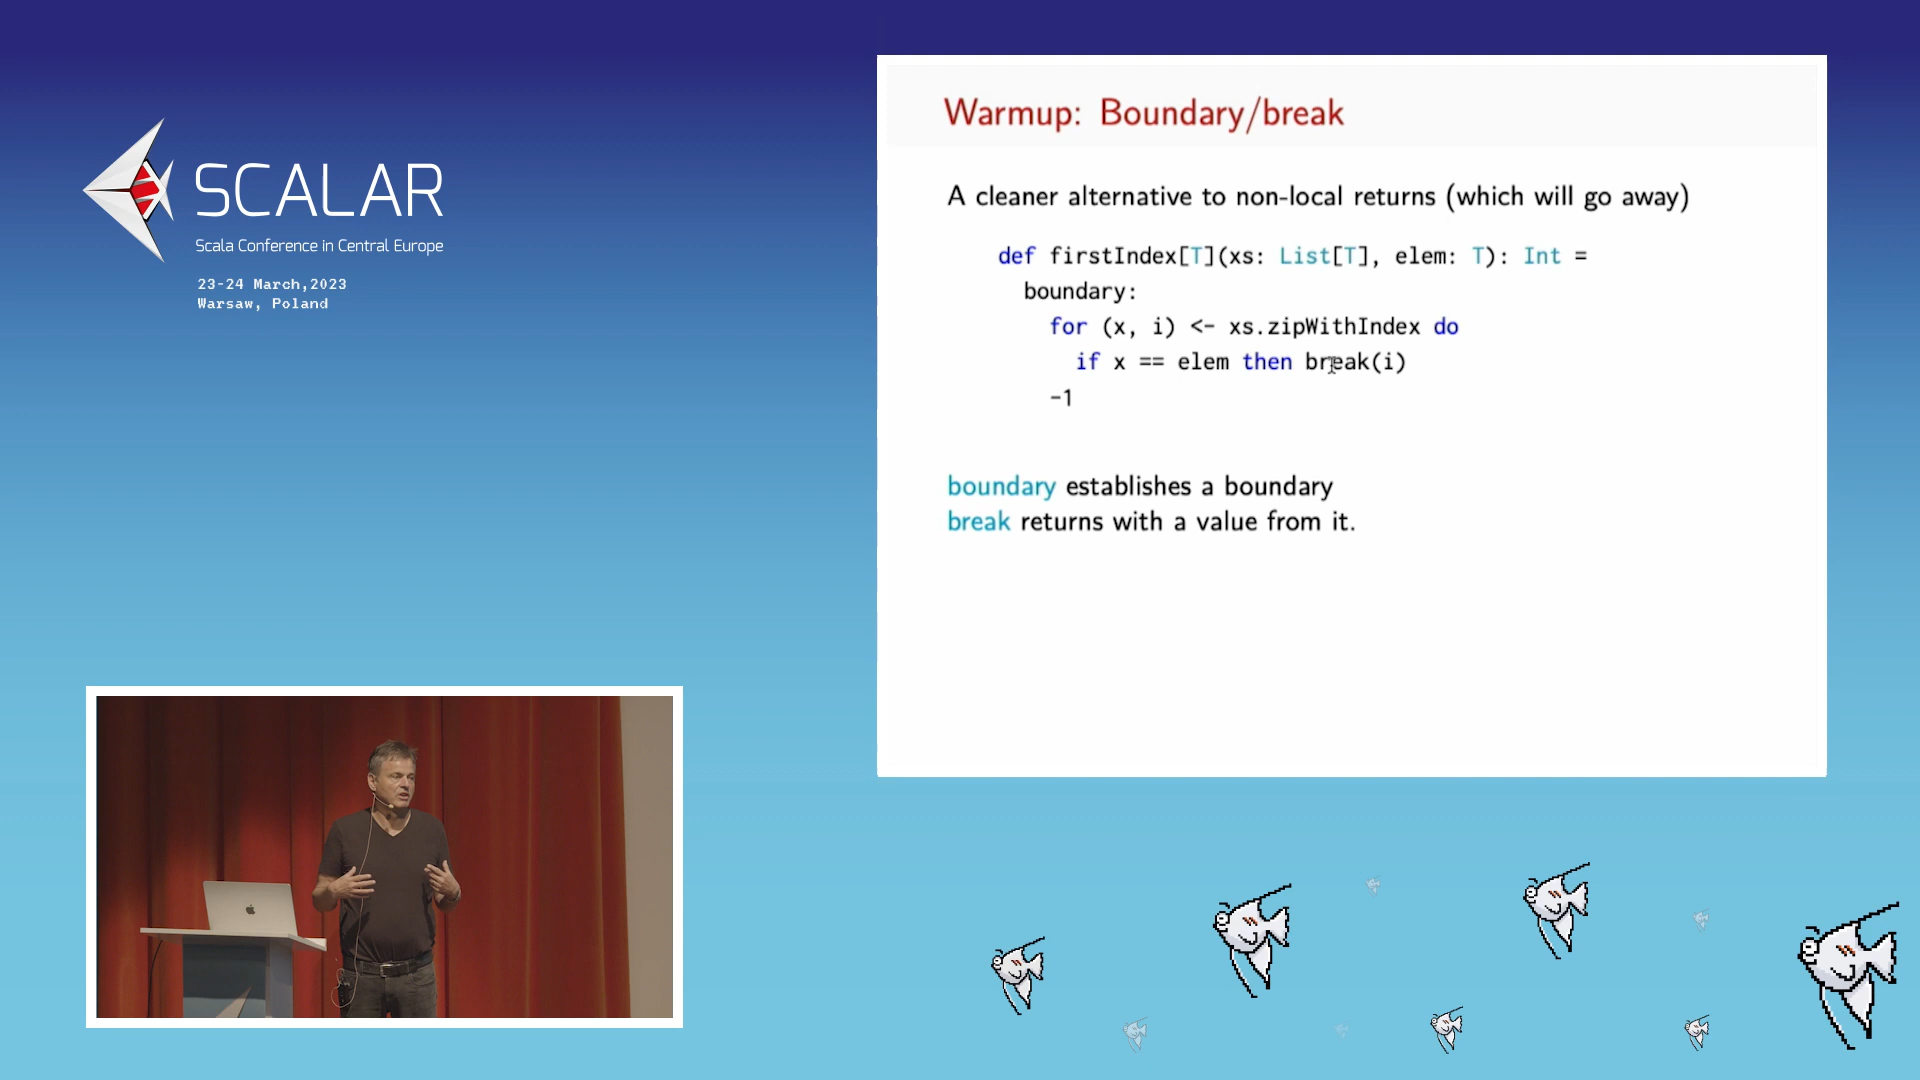 SCALAR
Scala Conference in Central Europe
23-24 March,2023
Warsaw, Poland
Warmup: Boundary/break
A cleaner alternative to non-local returns (which will go away)
def firstIndex[T](xs: List[T], elem: T): Int =
boundary:
for (x, i) <- xs.zipWithIndex do
if x == elem then break(i)
-1
boundary establishes a boundary
break returns with a value from it.